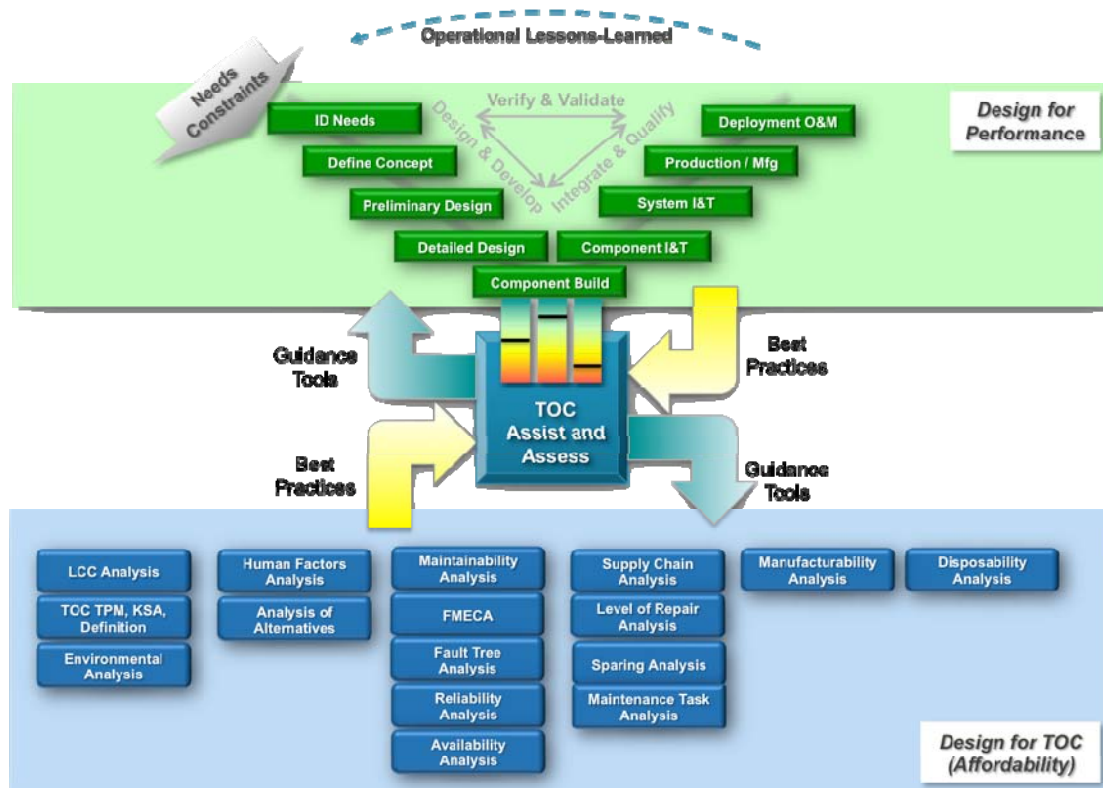 Operational Lessons-Learned
Needs
Constraints
Design for
Performance
Verify & Validate
Design & Develop
Integrate & Qualify
ID Needs
Define Concept
Preliminary Design
Detailed Design
Component Build
Component I&T
System I&T
Production / Mfg
Deployment O&M
Guidance
Tools
Best
Practices
TOC
Assist and
Assess
Best
Practices
Guidance
Tools
LCC Analysis
TOC TPM, KSA,
Definition
Environmental
Analysis
Human Factors
Analysis
Analysis of
Alternatives
Maintainability
Analysis
FMECA
Fault Tree
Analysis
Reliability
Analysis
Availability
Analysis
Supply Chain
Analysis
Level of Repair
Analysis
Sparing Analysis
Maintenance Task
Analysis
Manufacturability
Analysis
Disposability
Analysis
Design for TOC
(Affordability)